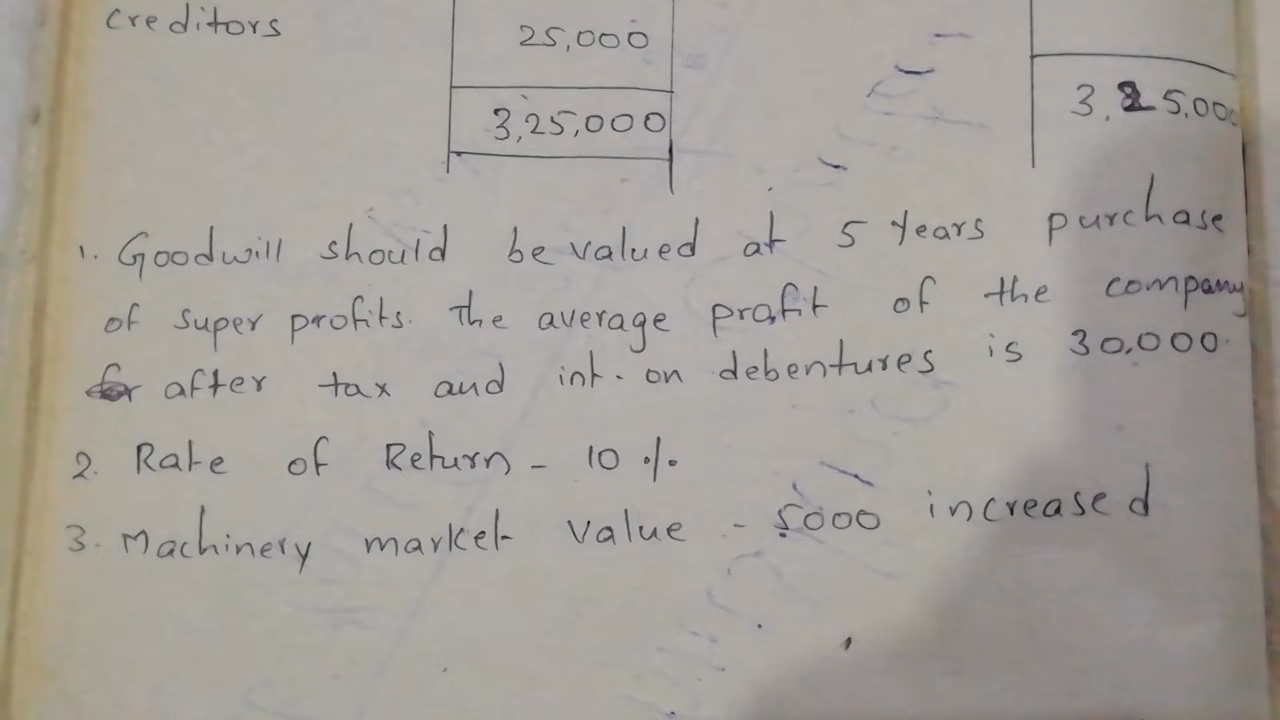 creditors 25,000
3,25,000 3,25,000
1. Goodwill should be valued at 5 Years purchase
of super profits. The average profit of the company
after tax and int. on debentures is 30,000.
2. Rate of Return - 10 %
3. Machinery market value - 5000 increased